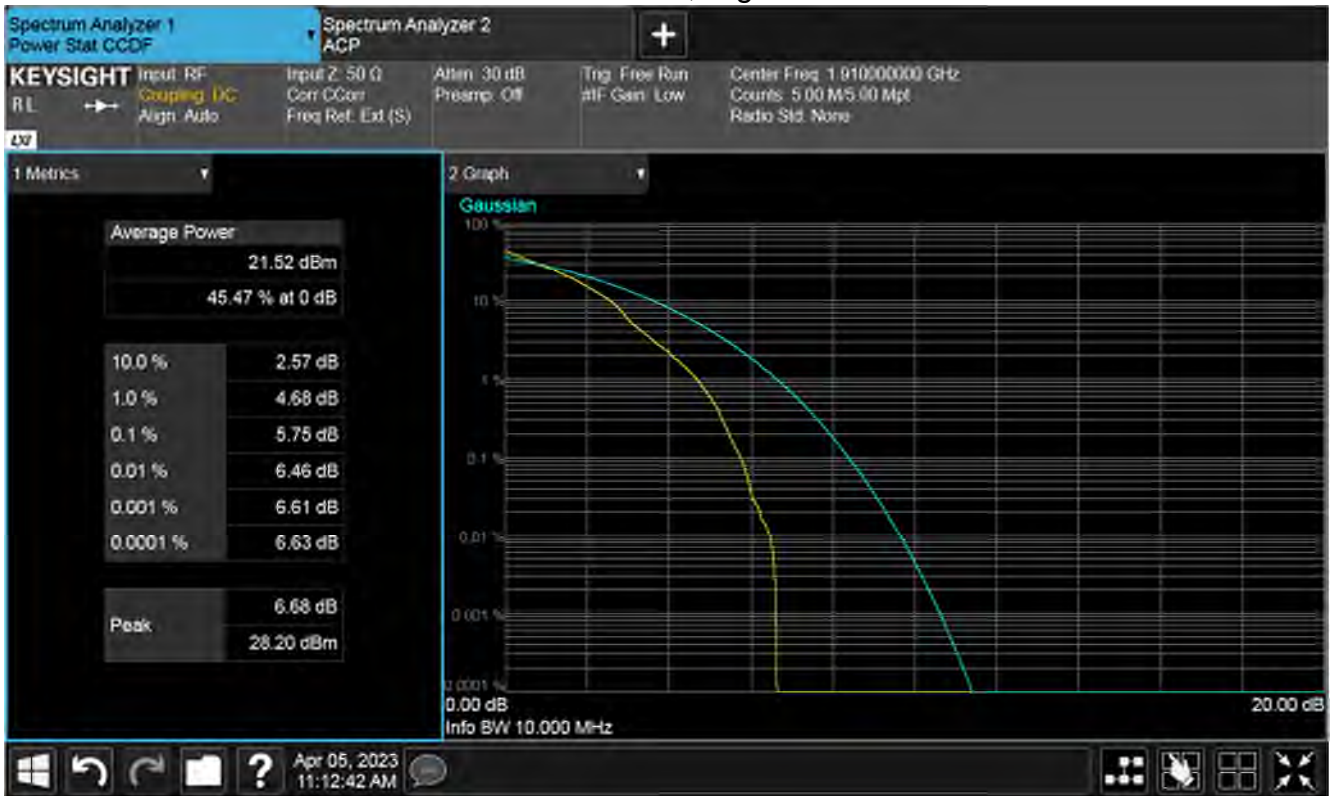 Spectrum Analyzer 1
Power Stat CCDF
Spectrum Analyzer 2
ACP
+
KEYSIGHT
RL
LXI
Input: RF
Coupling: DC
Align: Auto
Input Z: 50 Ω
Corr CCorr
Freq Ref: Ext (S)
Atten: 30 dB
Preamp: Off
Trig: Free Run
#IF Gain: Low
Center Freq: 1.910000000 GHz
Counts: 5.00 M/5.00 Mpt
Radio Std: None
1 Metrics
Average Power
21.52 dBm
45.47 % at 0 dB
10.0 % 2.57 dB
1.0 % 4.68 dB
0.1 % 5.75 dB
0.01 % 6.46 dB
0.001 % 6.61 dB
0.0001 % 6.63 dB
Peak
6.68 dB
28.20 dBm
2 Graph
Gaussian
100 %
10 %
1 %
0.1 %
0.01 %
0.001 %
0.0001 %
0.00 dB
20.00 dB
Info BW 10.000 MHz
?
Apr 05, 2023
11:12:42 AM